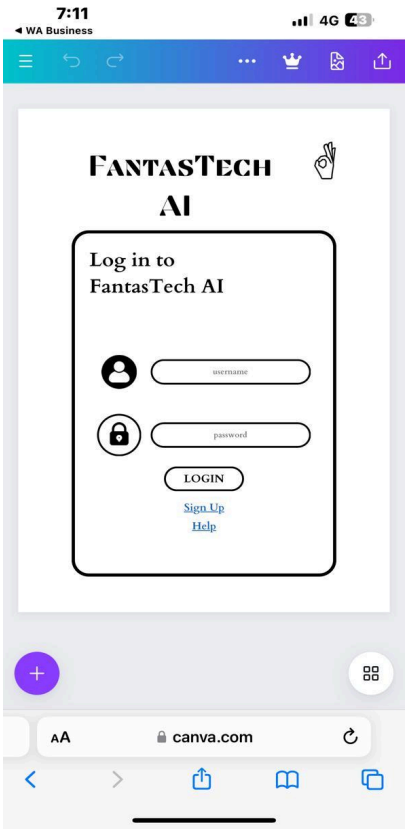 7:11
4G 43
◀ WA Business
FANTASTECH
AI
Log in to
FantasTech AI
username
password
LOGIN
Sign Up
Help
AA
canva.com